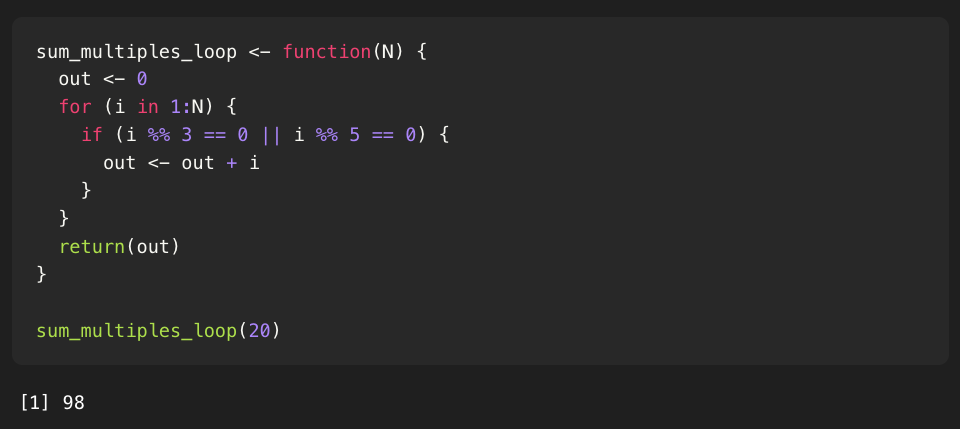 sum_multiples_loop <- function(N) {
  out <- 0
  for (i in 1:N) {
    if (i %% 3 == 0 || i %% 5 == 0) {
      out <- out + i
    }
  }
  return(out)
}

sum_multiples_loop(20)
[1] 98